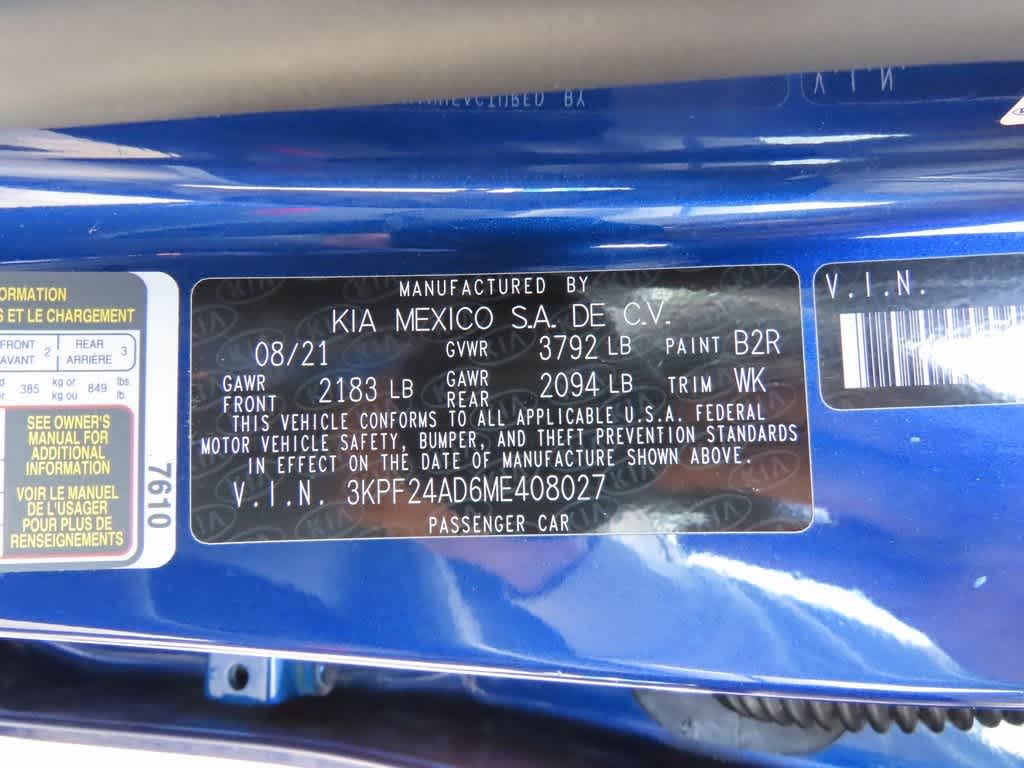 ORMATION
S ET LE CHARGEMENT
FRONT
AVANT 2
REAR
ARRIÈRE 3
385 kg or
kg ou 849 lbs.
lb.
SEE OWNER'S
MANUAL FOR
ADDITIONAL
INFORMATION
VOIR LE MANUEL
DE L'USAGER
POUR PLUS DE
RENSEIGNEMENTS
7610
MANUFACTURED BY
KIA MEXICO S.A. DE C.V.
08/21 GVWR 3792 LB PAINT B2R
GAWR
FRONT 2183 LB GAWR
REAR 2094 LB TRIM WK
THIS VEHICLE CONFORMS TO ALL APPLICABLE U.S.A. FEDERAL
MOTOR VEHICLE SAFETY, BUMPER, AND THEFT PREVENTION STANDARDS
IN EFFECT ON THE DATE OF MANUFACTURE SHOWN ABOVE.
V.I.N. 3KPF24AD6ME408027
PASSENGER CAR
V.I.N.